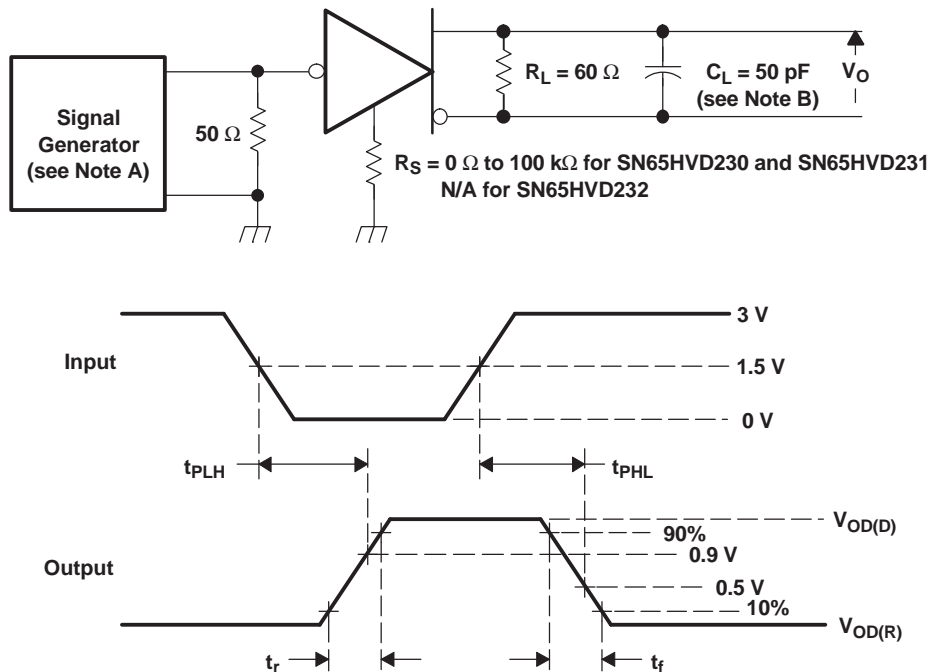 Signal
Generator
(see Note A)
50 Ω
R_L = 60 Ω
C_L = 50 pF
(see Note B)
V_O
R_S = 0 Ω to 100 kΩ for SN65HVD230 and SN65HVD231
N/A for SN65HVD232
Input
3 V
1.5 V
0 V
t_PLH
t_PHL
Output
V_OD(D)
90%
0.9 V
0.5 V
10%
V_OD(R)
t_r
t_f